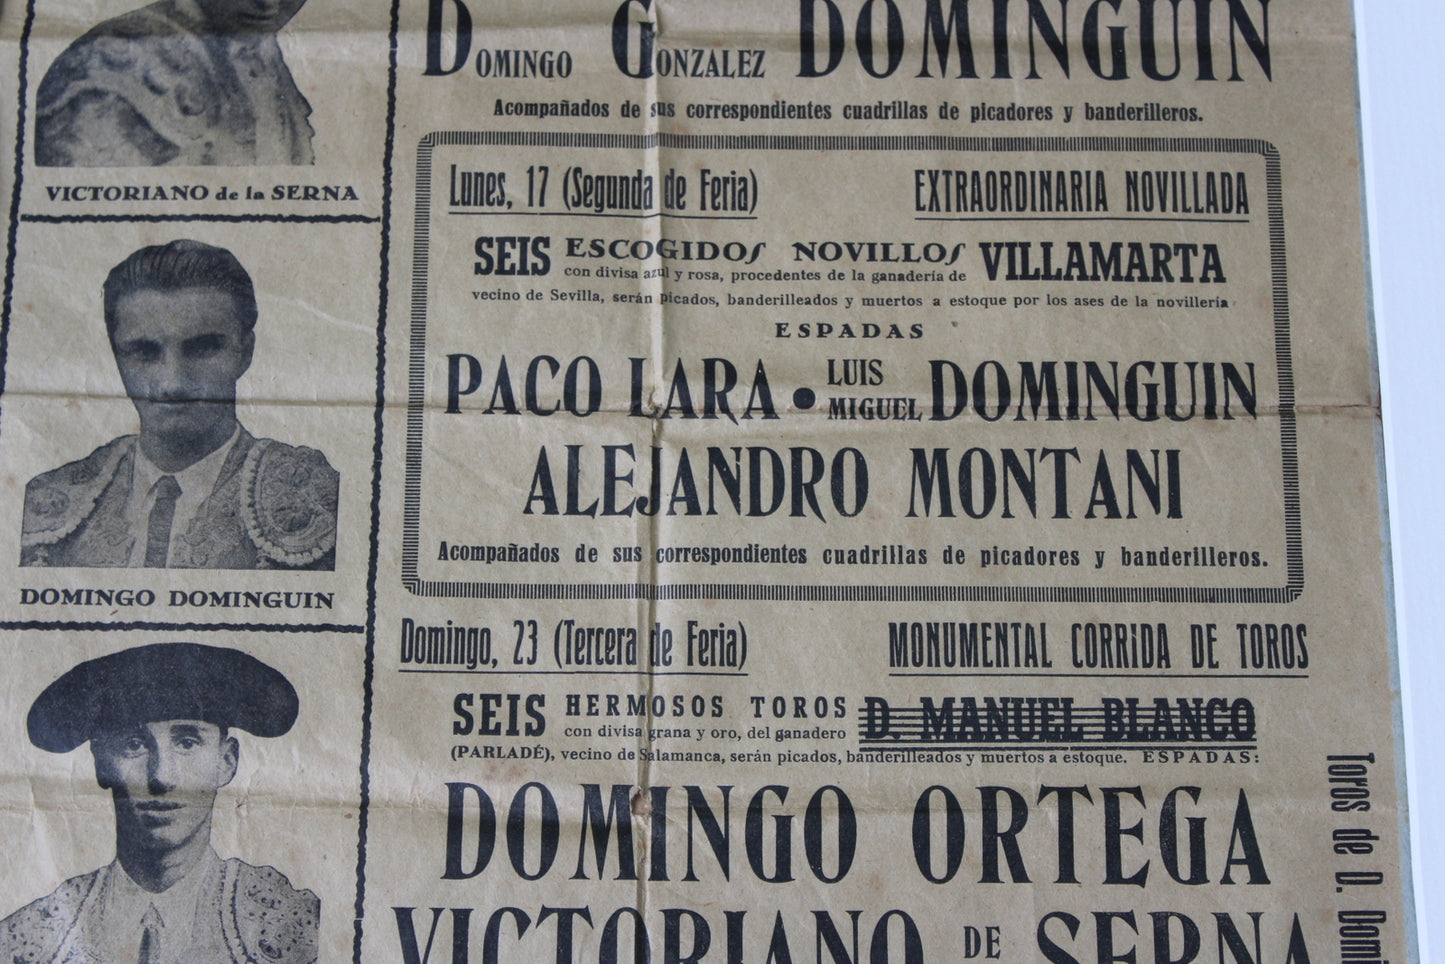 VICTORIANO de la SERNA
DOMINGO DOMINGUIN
DOMINGO GONZALEZ DOMINGUIN
Acompañados de sus correspondientes cuadrillas de picadores y banderilleros.
Lunes, 17 (Segunda de Feria) EXTRAORDINARIA NOVILLADA
SEIS ESCOGIDOS NOVILLOS VILLAMARTA
con divisa azul y rosa, procedentes de la ganadería de
vecino de Sevilla, serán picados, banderilleados y muertos a estoque por los ases de la novillería
ESPADAS
PACO LARA • LUIS MIGUEL DOMINGUIN
ALEJANDRO MONTANI
Acompañados de sus correspondientes cuadrillas de picadores y banderilleros.
Domingo, 23 (Tercera de Feria) MONUMENTAL CORRIDA DE TOROS
SEIS HERMOSOS TOROS D. MANUEL BLANCO
con divisa grana y oro, del ganadero
(PARLADÉ), vecino de Salamanca, serán picados, banderilleados y muertos a estoque. ESPADAS:
DOMINGO ORTEGA
VICTORIANO DE SERNA
Toros de D.